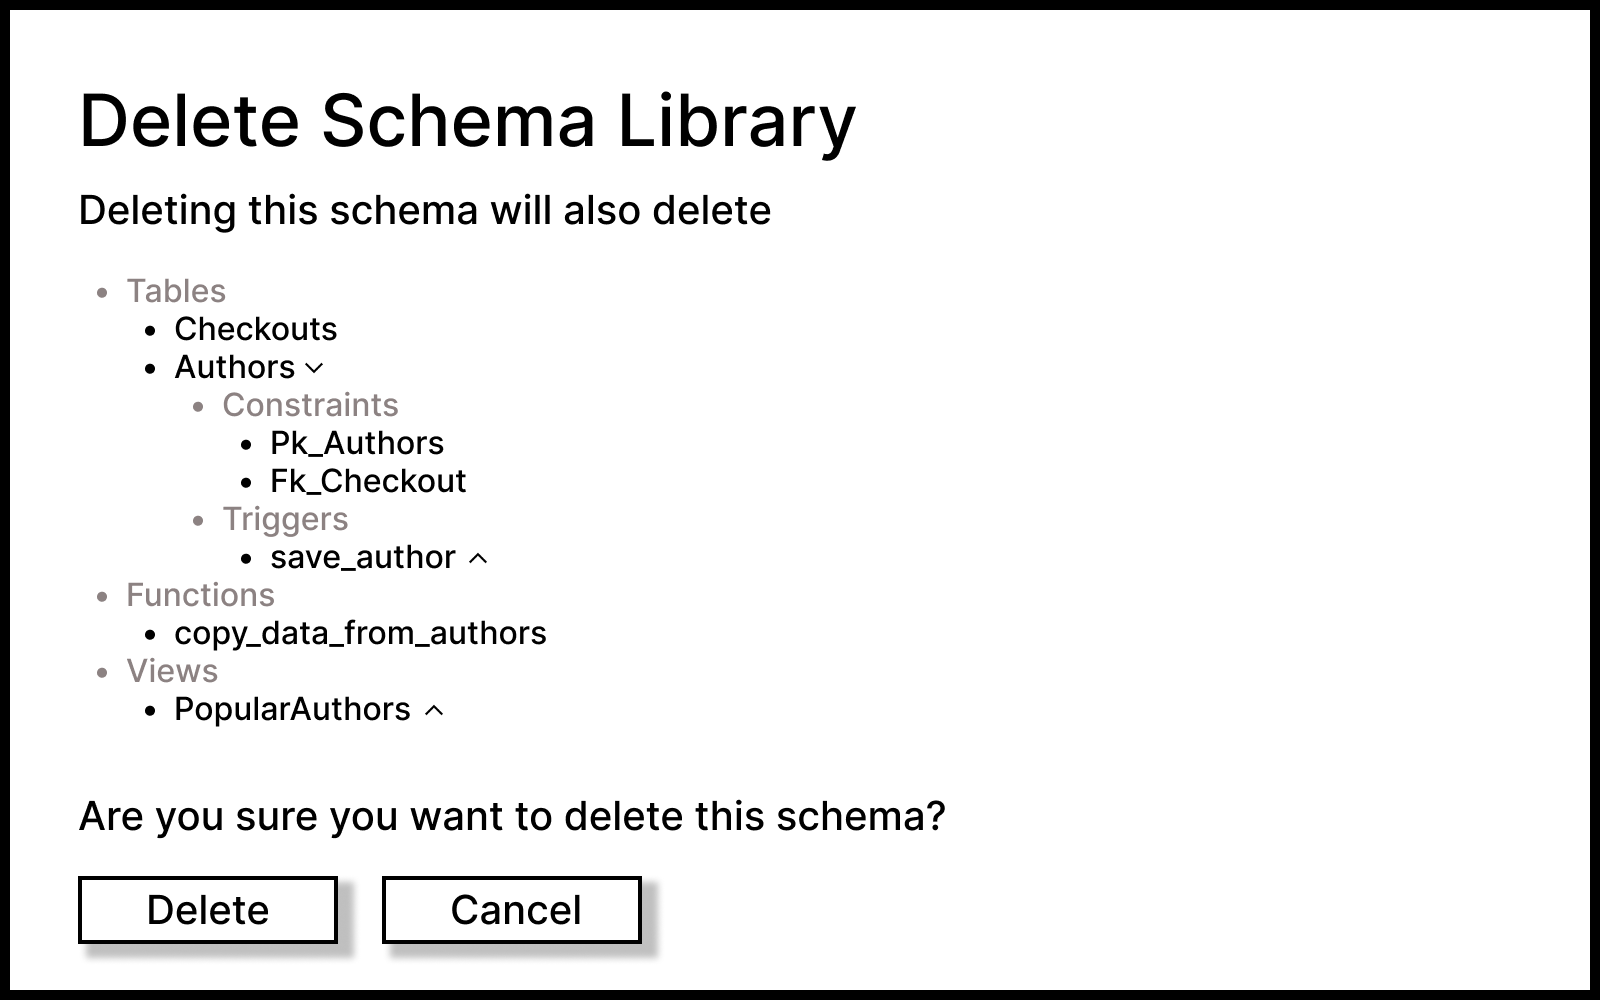 Delete Schema Library
Deleting this schema will also delete
• Tables
• Checkouts
• Authors
• Constraints
• Pk_Authors
• Fk_Checkout
• Triggers
• save_author
• Functions
• copy_data_from_authors
• Views
• PopularAuthors
Are you sure you want to delete this schema?
Delete
Cancel